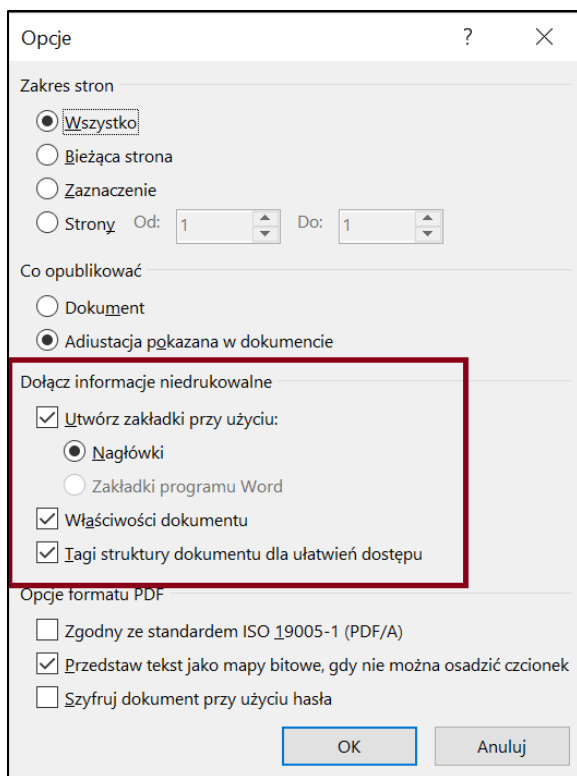 Opcje ?
Zakres stron
Wszystko
Bieżąca strona
Zaznaczenie
Strony Od: 1 Do: 1
Co opublikować
Dokument
Adiustacja pokazana w dokumencie
Dołącz informacje niedrukowalne
Utwórz zakładki przy użyciu:
Nagłówki
Zakładki programu Word
Właściwości dokumentu
Tagi struktury dokumentu dla ułatwień dostępu
Opcje formatu PDF
Zgodny ze standardem ISO 19005-1 (PDF/A)
Przedstaw tekst jako mapy bitowe, gdy nie można osadzić czcionek
Szyfruj dokument przy użyciu hasła
OK Anuluj